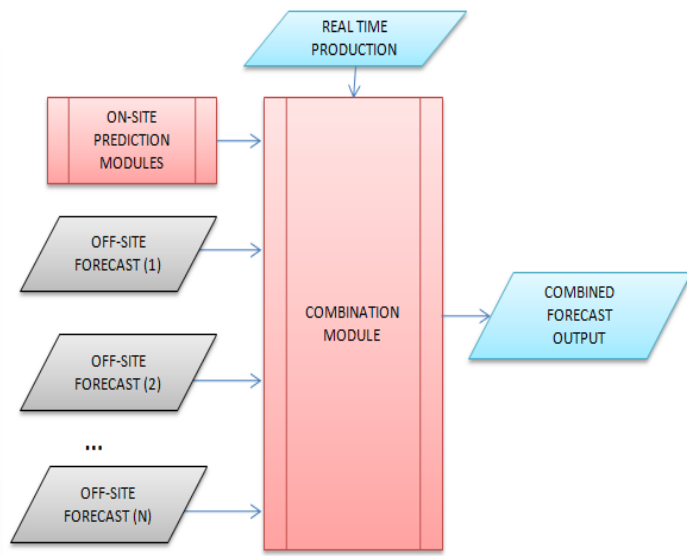 REAL TIME
PRODUCTION
ON-SITE
PREDICTION
MODULES
OFF-SITE
FORECAST (1)
COMBINATION
MODULE
COMBINED
FORECAST
OUTPUT
OFF-SITE
FORECAST (2)
...
OFF-SITE
FORECAST (N)